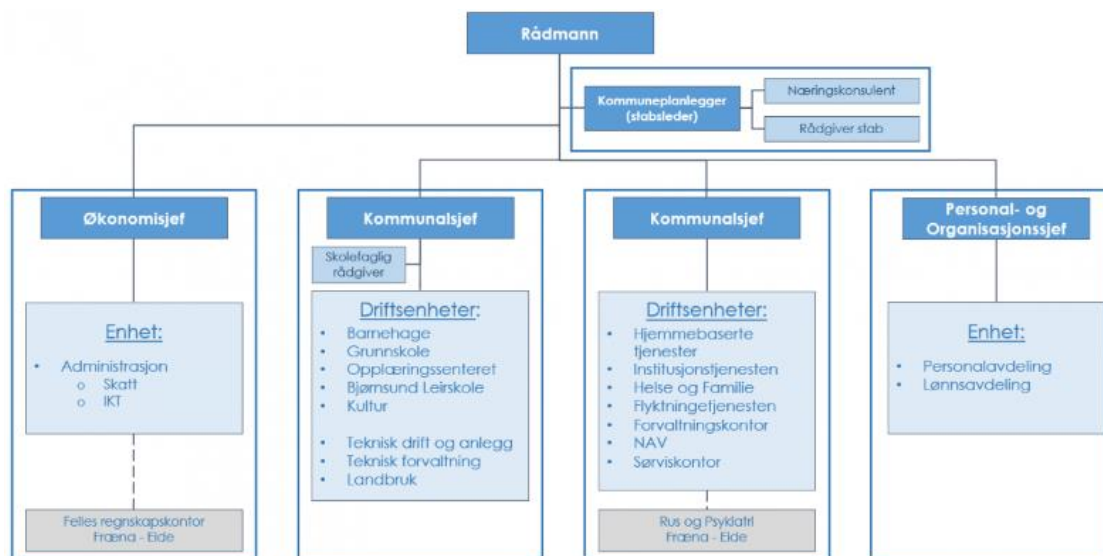 Rådmann
Kommuneplanlegger
(stabsleder)
Næringskonsulent
Rådgiver stab
Økonomisjef
Enhet:
• Administrasjon
o Skatt
o IKT
Felles regnskapskontor
Fræna - Eide
Kommunalsjef
Skolefaglig
rådgiver
Driftsenheter:
• Barnehage
• Grunnskole
• Opplæringssenteret
• Bjørnsund Leirskole
• Kultur
• Teknisk drift og anlegg
• Teknisk forvaltning
• Landbruk
Kommunalsjef
Driftsenheter:
• Hjemmebaserte
tjenester
• Institusjonstjenesten
• Helse og Familie
• Flyktningetjenesten
• Forvaltningskontor
• NAV
• Sørviskontor
Rus og Psykiatri
Fræna - Eide
Personal- og
Organisasjonssjef
Enhet:
• Personalavdeling
• Lønnsavdeling